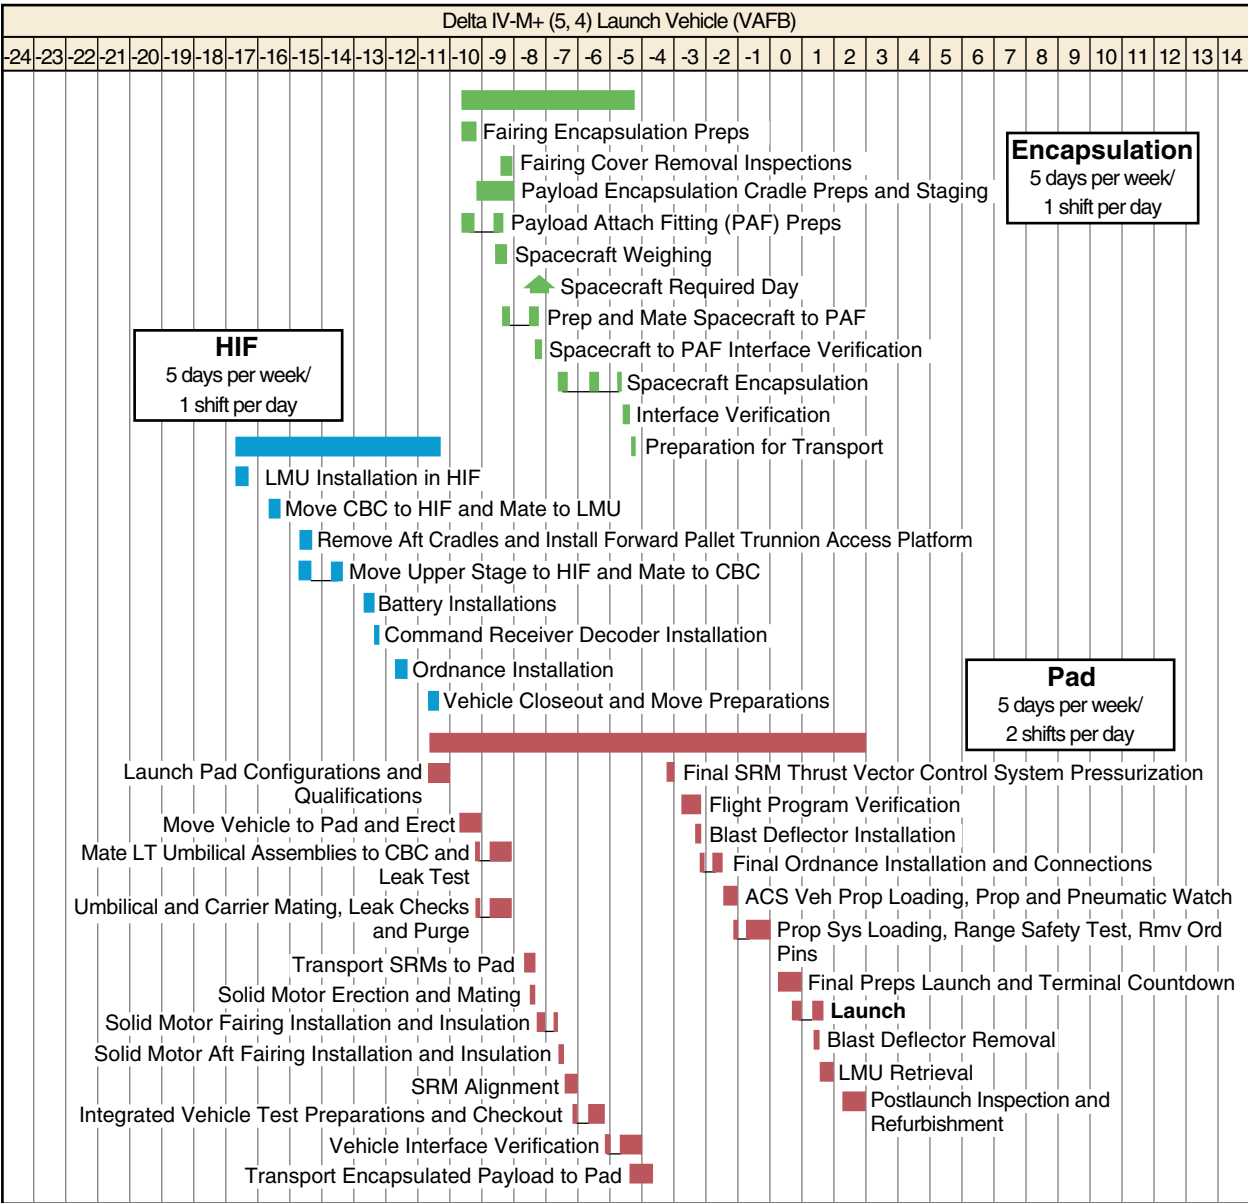 Delta IV-M+ (5, 4) Launch Vehicle (VAFB)
-24 -23 -22 -21 -20 -19 -18 -17 -16 -15 -14 -13 -12 -11 -10 -9 -8 -7 -6 -5 -4 -3 -2 -1 0 1 2 3 4 5 6 7 8 9 10 11 12 13 14
Fairing Encapsulation Preps
Fairing Cover Removal Inspections
Payload Encapsulation Cradle Preps and Staging
Payload Attach Fitting (PAF) Preps
Spacecraft Weighing
Spacecraft Required Day
Prep and Mate Spacecraft to PAF
Spacecraft to PAF Interface Verification
Spacecraft Encapsulation
Interface Verification
Preparation for Transport
Encapsulation
5 days per week/
1 shift per day
HIF
5 days per week/
1 shift per day
LMU Installation in HIF
Move CBC to HIF and Mate to LMU
Remove Aft Cradles and Install Forward Pallet Trunnion Access Platform
Move Upper Stage to HIF and Mate to CBC
Battery Installations
Command Receiver Decoder Installation
Ordnance Installation
Vehicle Closeout and Move Preparations
Pad
5 days per week/
2 shifts per day
Launch Pad Configurations and
Qualifications
Move Vehicle to Pad and Erect
Mate LT Umbilical Assemblies to CBC and
Leak Test
Umbilical and Carrier Mating, Leak Checks
and Purge
Transport SRMs to Pad
Solid Motor Erection and Mating
Solid Motor Fairing Installation and Insulation
Solid Motor Aft Fairing Installation and Insulation
SRM Alignment
Integrated Vehicle Test Preparations and Checkout
Vehicle Interface Verification
Transport Encapsulated Payload to Pad
Final SRM Thrust Vector Control System Pressurization
Flight Program Verification
Blast Deflector Installation
Final Ordnance Installation and Connections
ACS Veh Prop Loading, Prop and Pneumatic Watch
Prop Sys Loading, Range Safety Test, Rmv Ord
Pins
Final Preps Launch and Terminal Countdown
Launch
Blast Deflector Removal
LMU Retrieval
Postlaunch Inspection and
Refurbishment